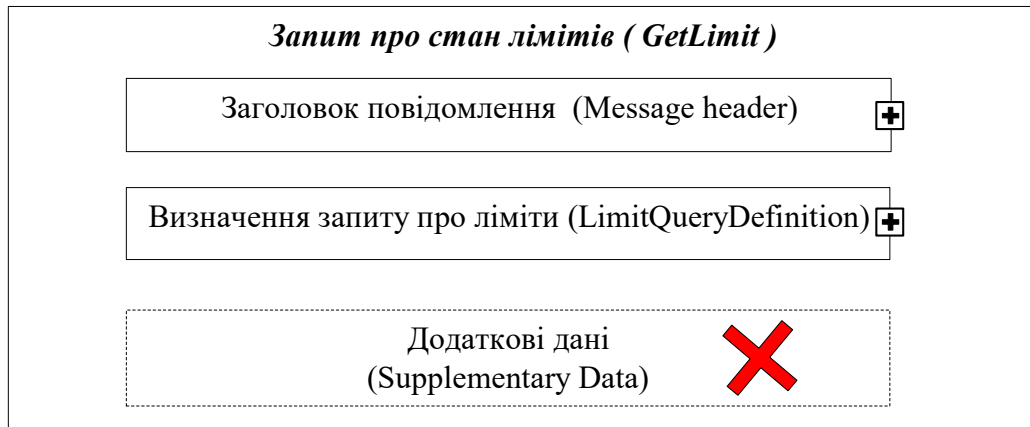 Запит про стан лімітів ( GetLimit )
Заголовок повідомлення (Message header)
Визначення запиту про ліміти (LimitQueryDefinition)
Додаткові дані
(Supplementary Data)